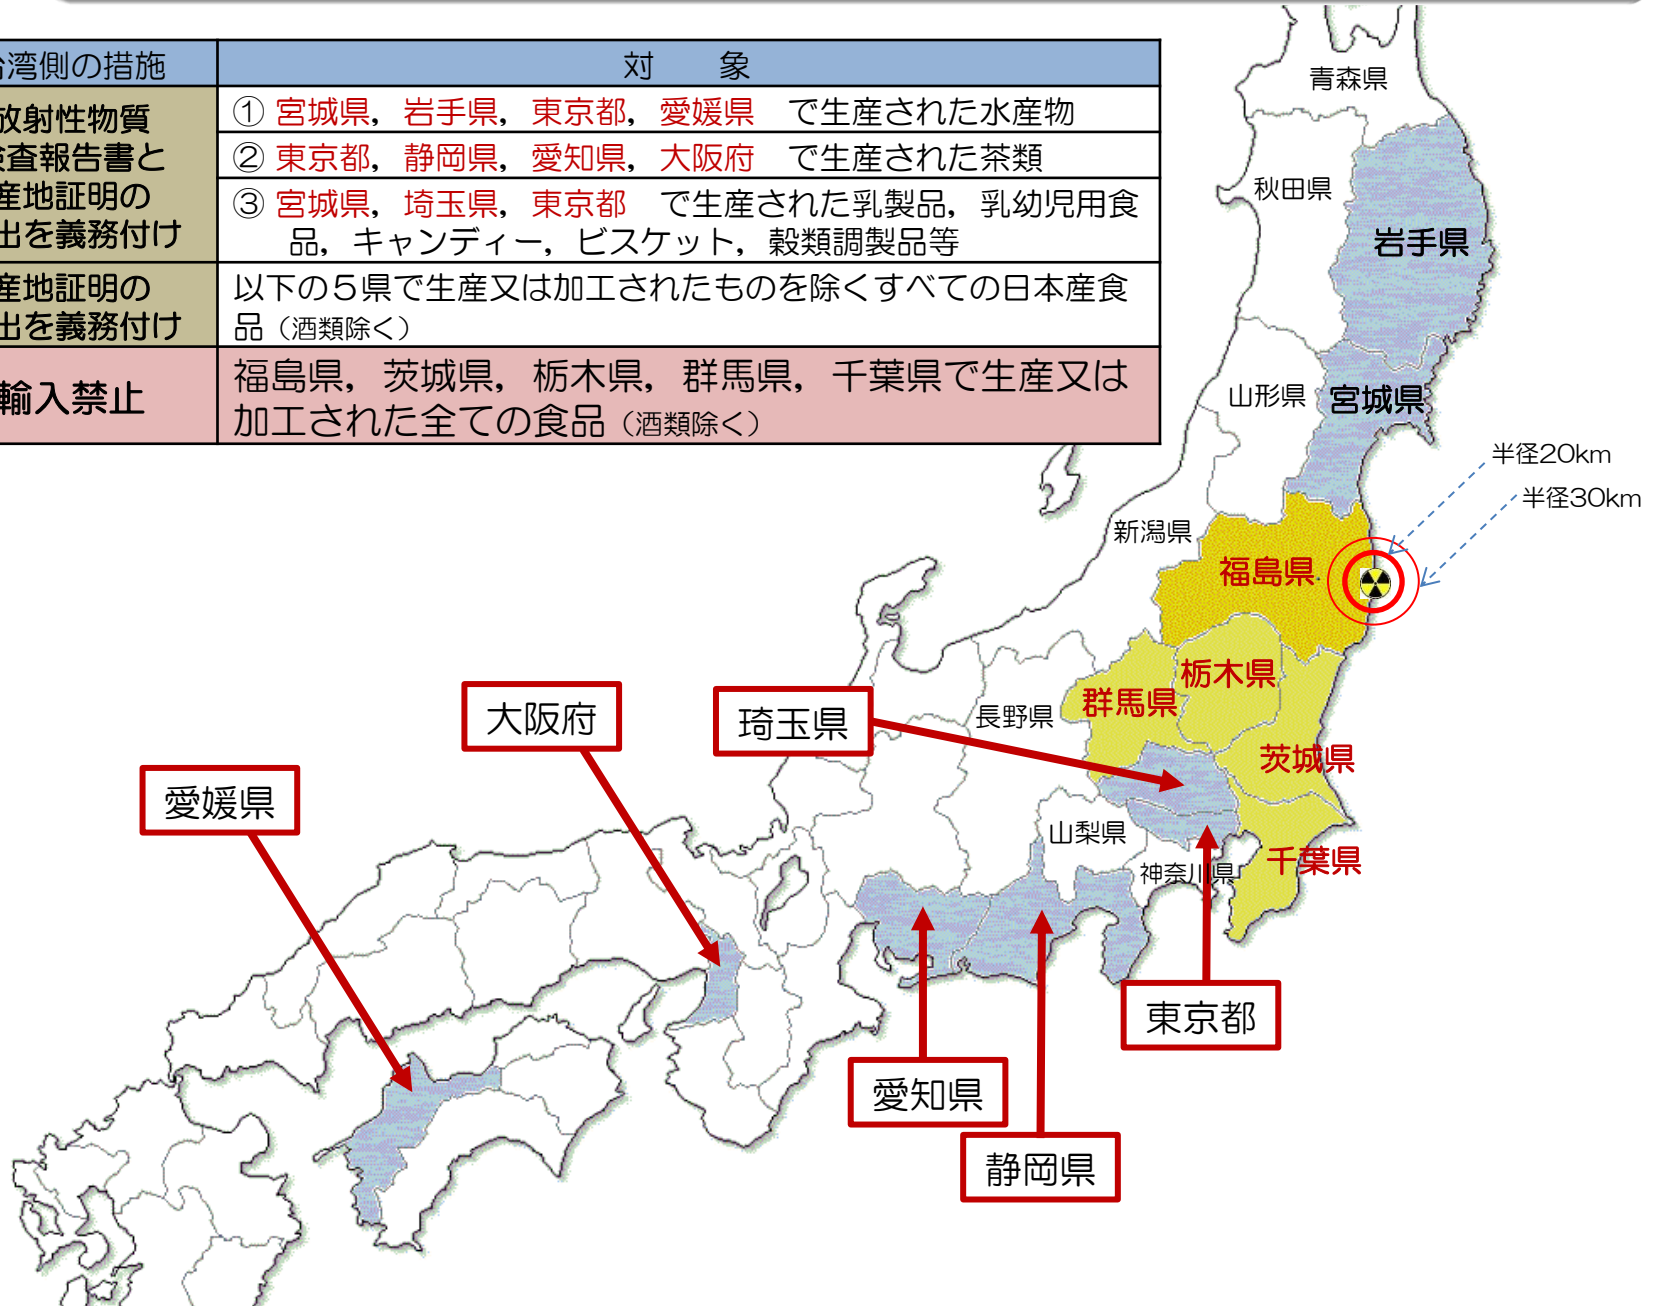 台湾側の措施
対　　象
放射性物質
検査報告書と
産地証明の
出を義務付け
① 宮城県，岩手県，東京都，愛媛県　で生産された水産物
② 東京都，静岡県，愛知県，大阪府　で生産された茶類
③ 宮城県，埼玉県，東京都　で生産された乳製品，乳幼児用食
品，キャンディー，ビスケット，穀類調製品等
産地証明の
出を義務付け
以下の５県で生産又は加工されたものを除くすべての日本産食
品（酒類除く）
輸入禁止
福島県，茨城県，栃木県，群馬県，千葉県で生産又は
加工された全ての食品（酒類除く）
青森県
秋田県
岩手県
山形県
宮城県
半径20km
半径30km
新潟県
福島県
栃木県
群馬県
長野県
茨城県
大阪府
琦玉県
愛媛県
山梨県
神奈川県
千葉県
東京都
愛知県
静岡県